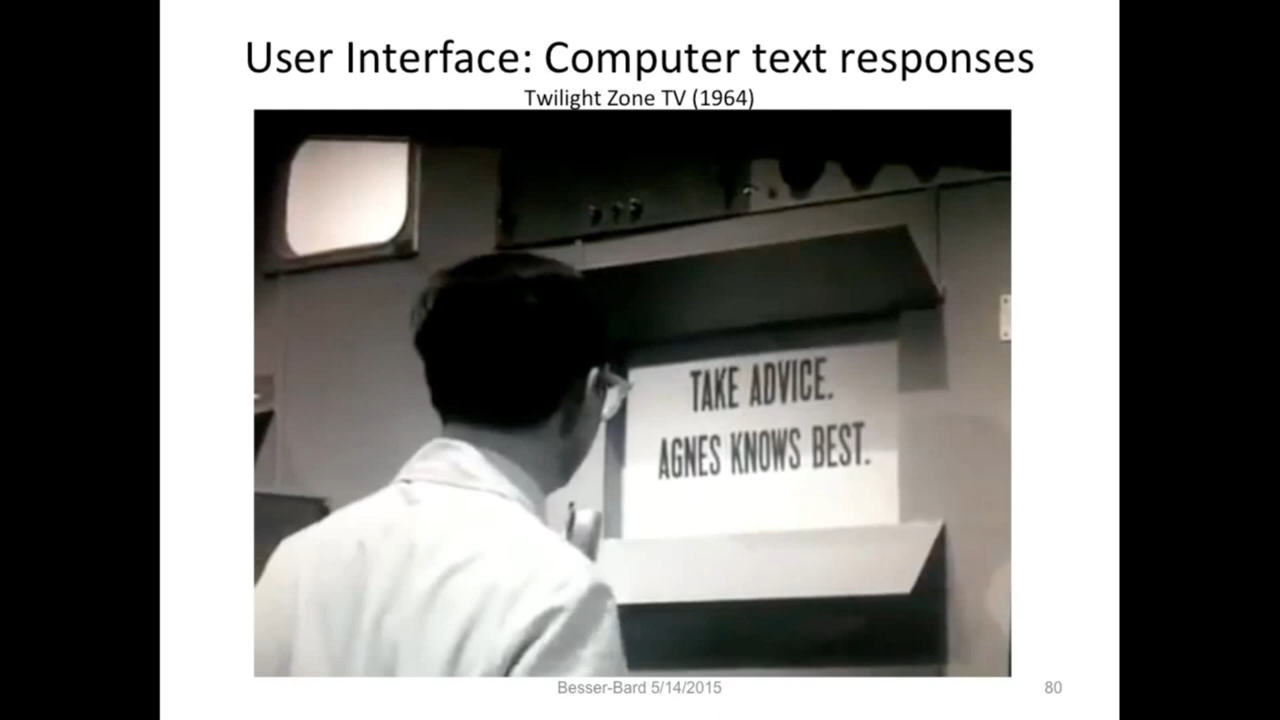 User Interface: Computer text responses
Twilight Zone TV (1964)
TAKE ADVICE.
AGNES KNOWS BEST.
Besser-Bard 5/14/2015
80